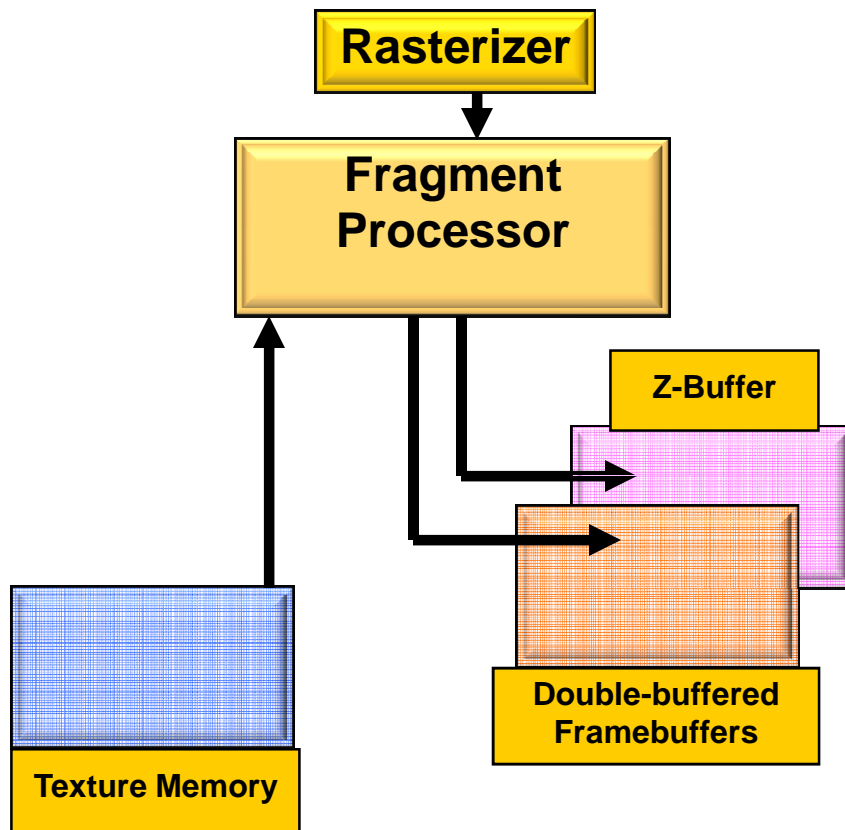 Rasterizer
Fragment
Processor
Z-Buffer
Double-buffered
Framebuffers
Texture Memory